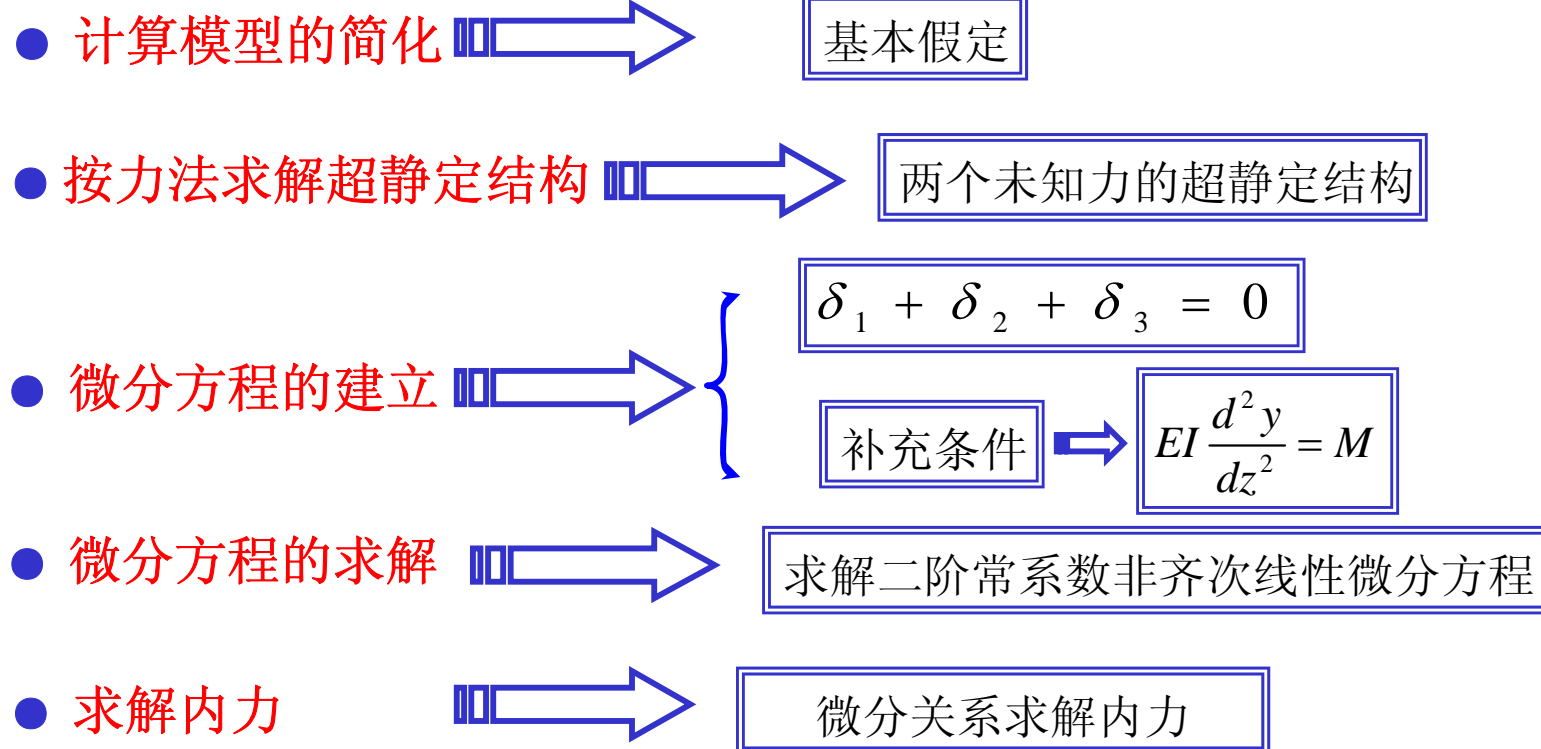 ● 计算模型的简化 基本假定
● 按力法求解超静定结构 两个未知力的超静定结构
δ₁ + δ₂ + δ₃ = 0
● 微分方程的建立
补充条件 EI d²y/dz² = M
● 微分方程的求解 求解二阶常系数非齐次线性微分方程
● 求解内力 微分关系求解内力